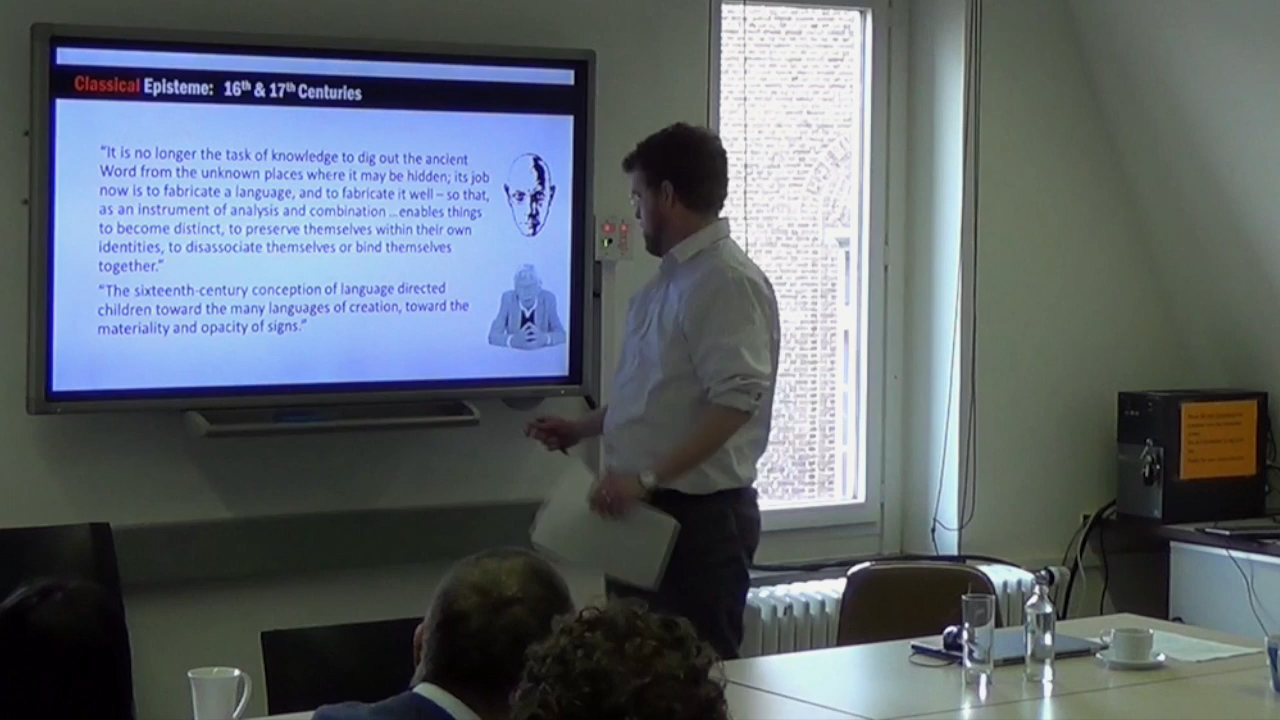 Classical Episteme: 16th & 17th Centuries
“It is no longer the task of knowledge to dig out the ancient
Word from the unknown places where it may be hidden; its job
now is to fabricate a language, and to fabricate it well – so that,
as an instrument of analysis and combination ...enables things
to become distinct, to preserve themselves within their own
identities, to disassociate themselves or bind themselves
together.”
“The sixteenth-century conception of language directed
children toward the many languages of creation, toward the
materiality and opacity of signs.”